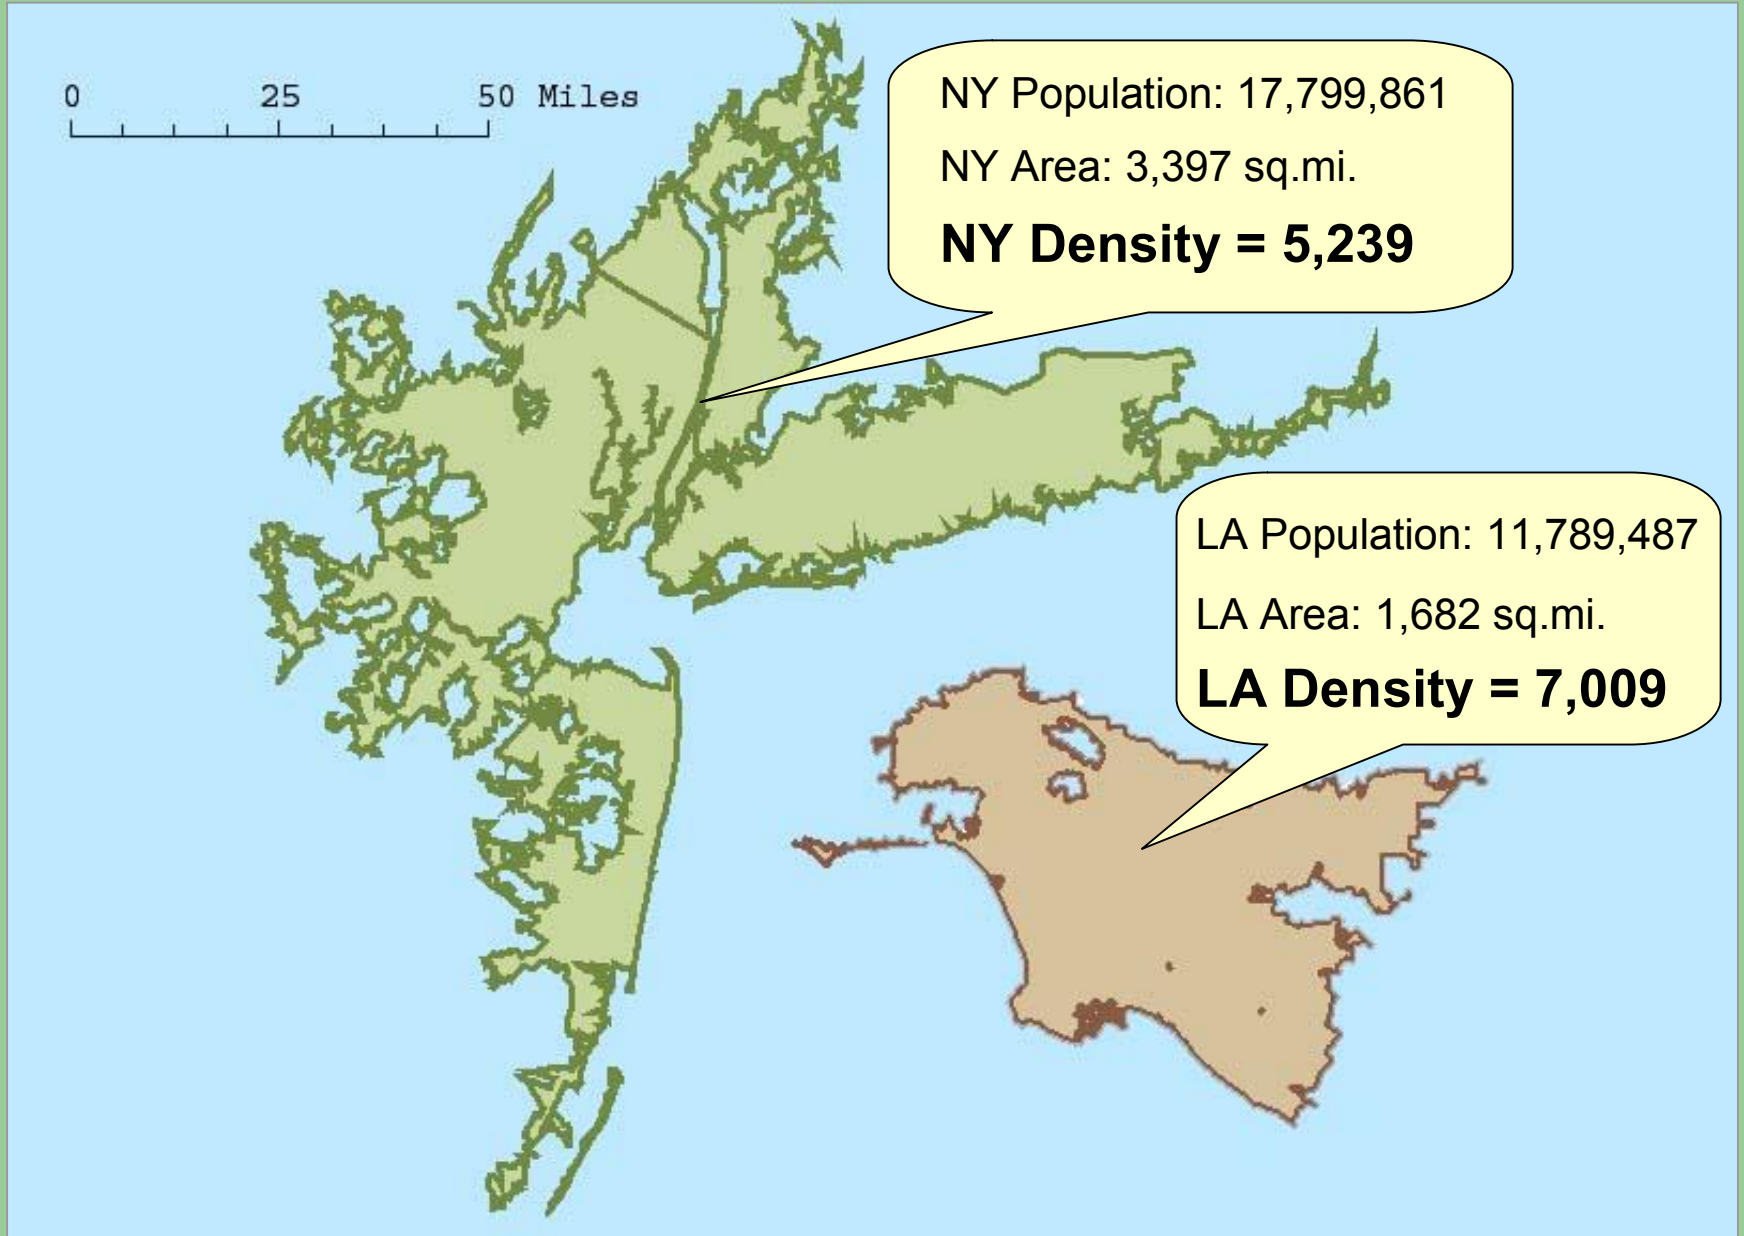 0 25 50 Miles
NY Population: 17,799,861
NY Area: 3,397 sq.mi.
NY Density = 5,239
LA Population: 11,789,487
LA Area: 1,682 sq.mi.
LA Density = 7,009